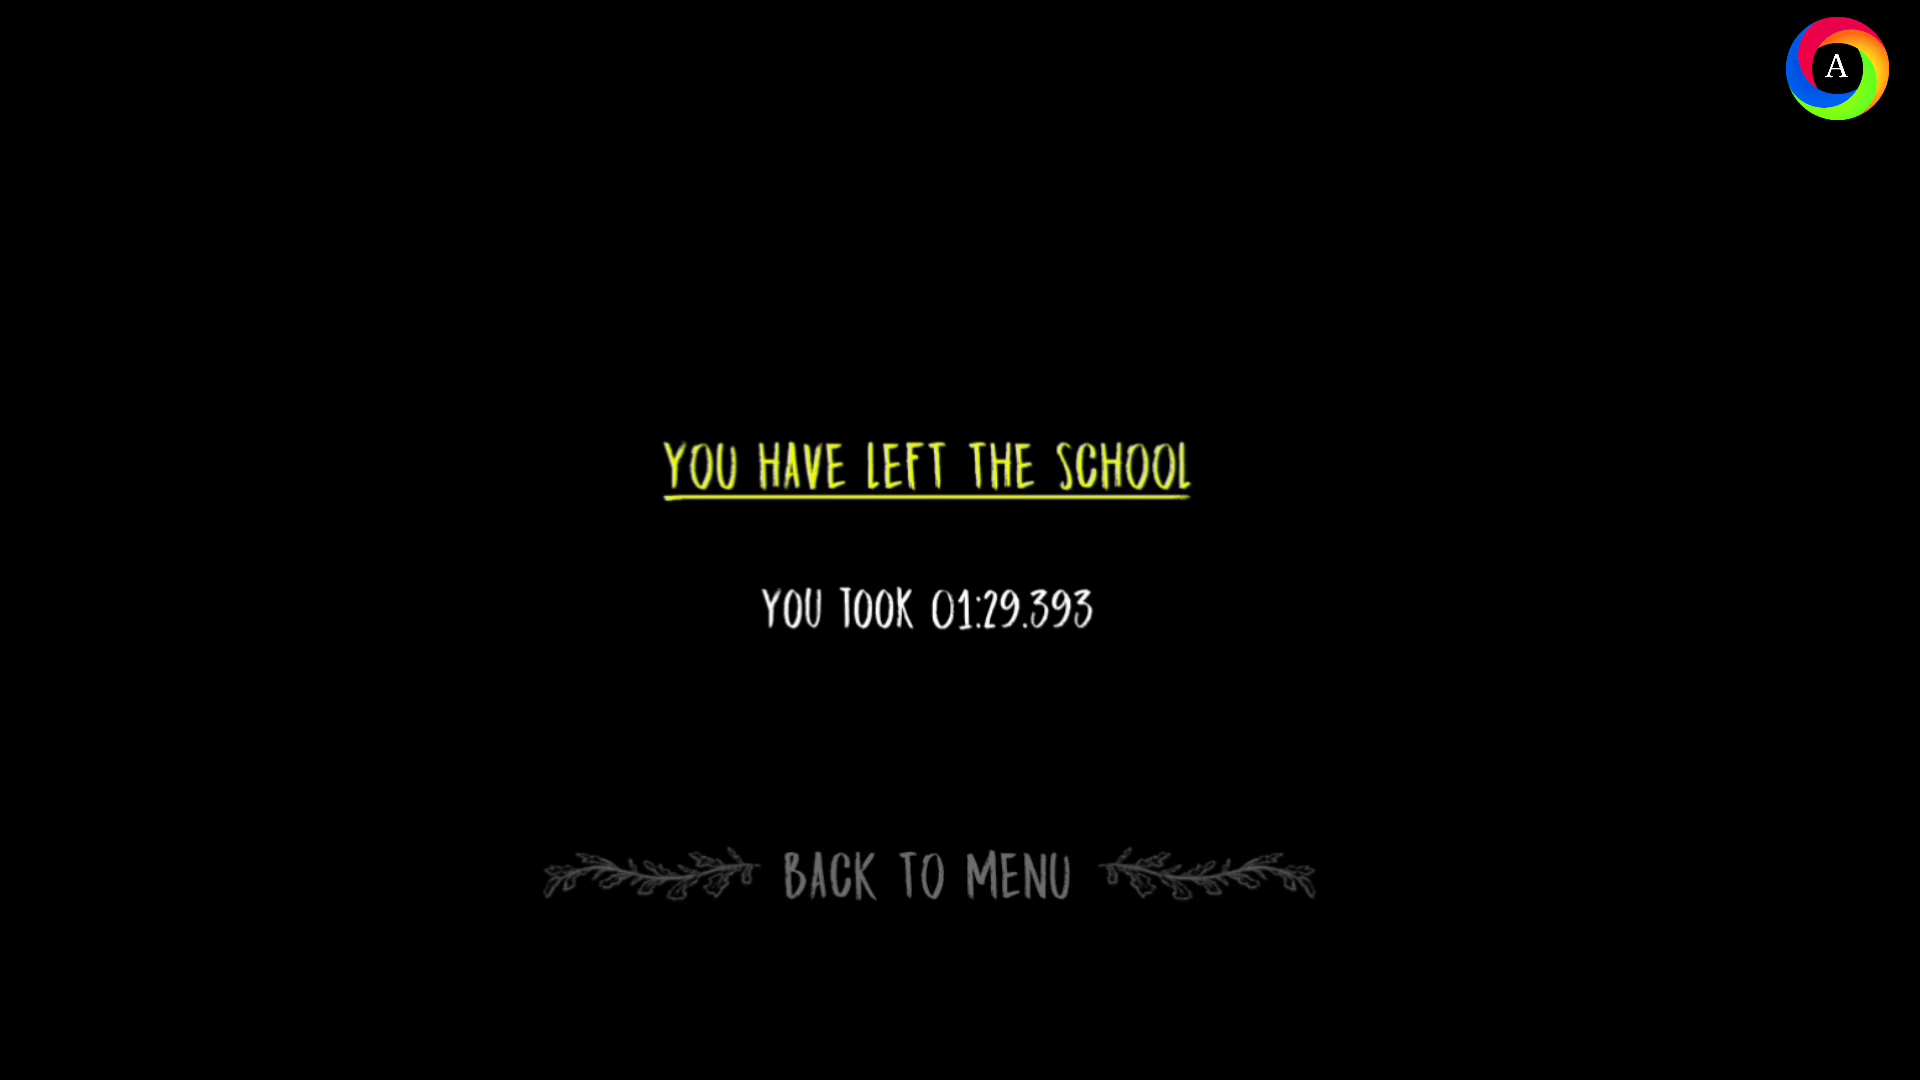 A
YOU HAVE LEFT THE SCHOOL
YOU TOOK 01:29.393
BACK TO MENU